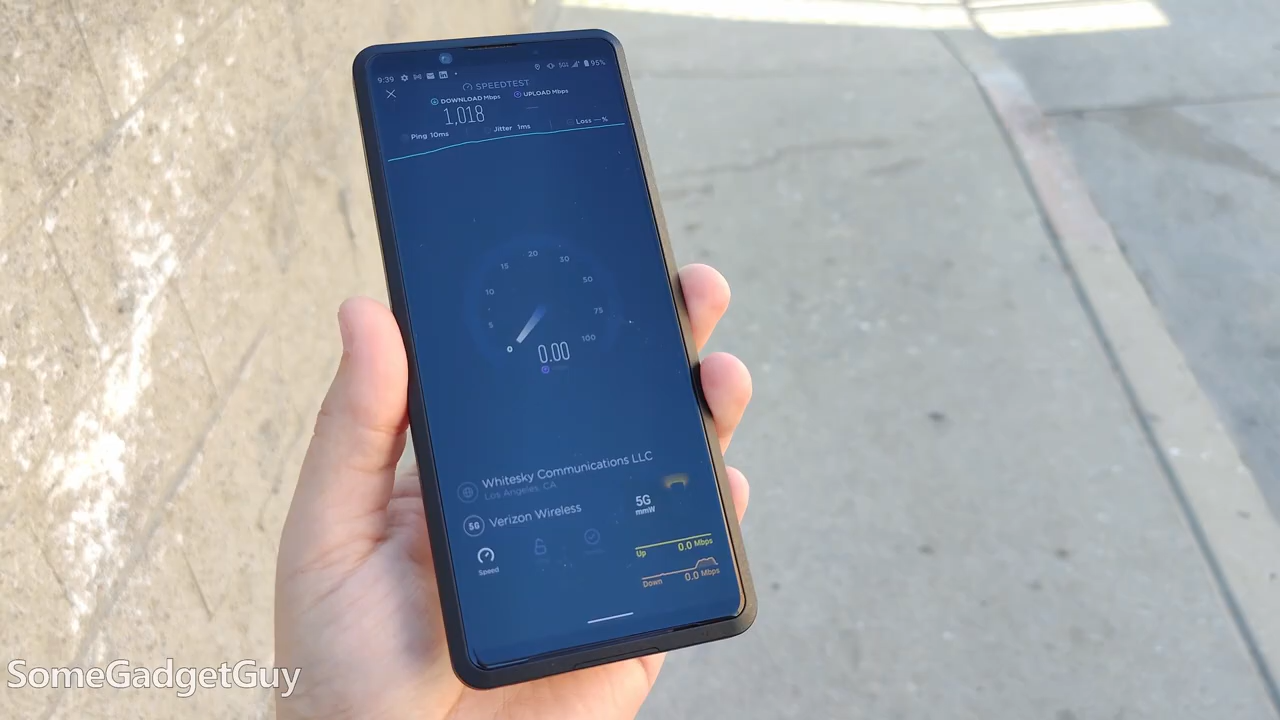 9:39 95%
SPEEDTEST
DOWNLOAD Mbps UPLOAD Mbps
1,018
Ping 10ms Jitter 1ms Loss —%
20
15 30
10 50
5 75
0 100
0.00
Whitesky Communications LLC
Los Angeles, CA
5G Verizon Wireless
5G
mmW
Speed
Up 0.0 Mbps
Down 0.0 Mbps
SomeGadgetGuy